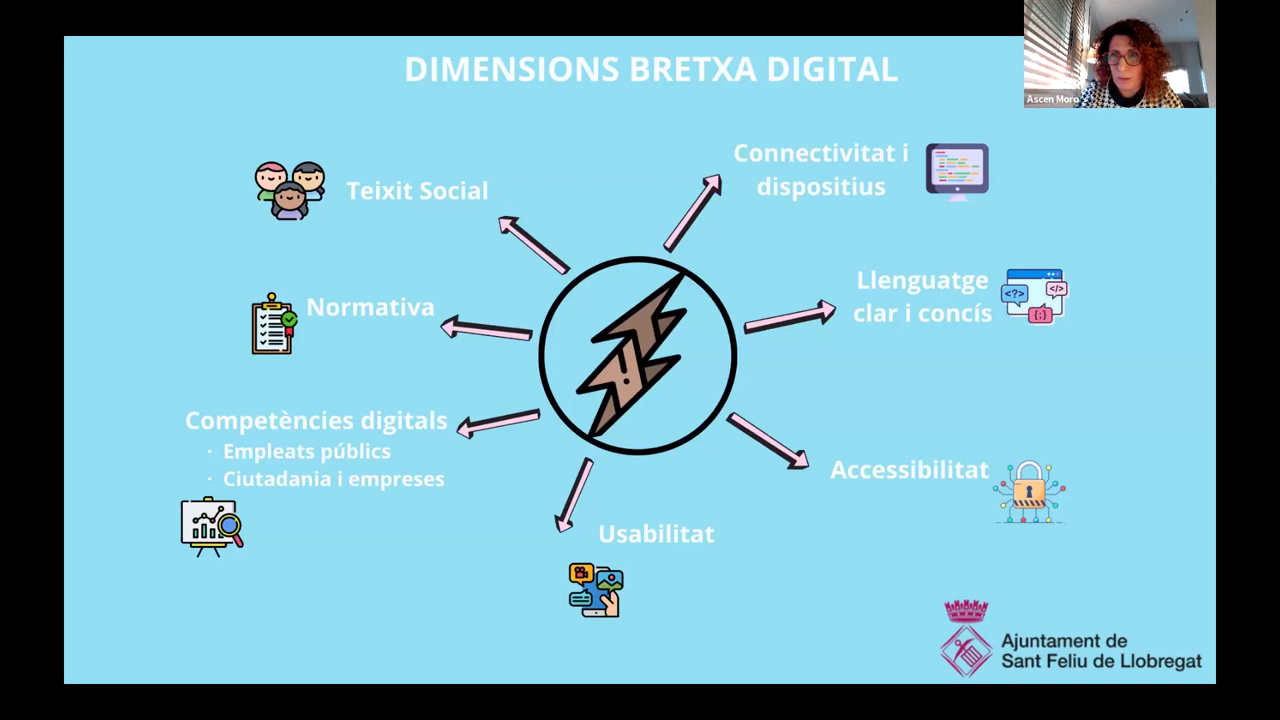 DIMENSIONS BRETXA DIGITAL
Ascen Moro
Connectivitat i
dispositius
Teixit Social
Llenguatge
clar i concís
Normativa
Competències digitals
· Empleats públics
· Ciutadania i empreses
Accessibilitat
Usabilitat
Ajuntament de
Sant Feliu de Llobregat
<?>
</>
{;}